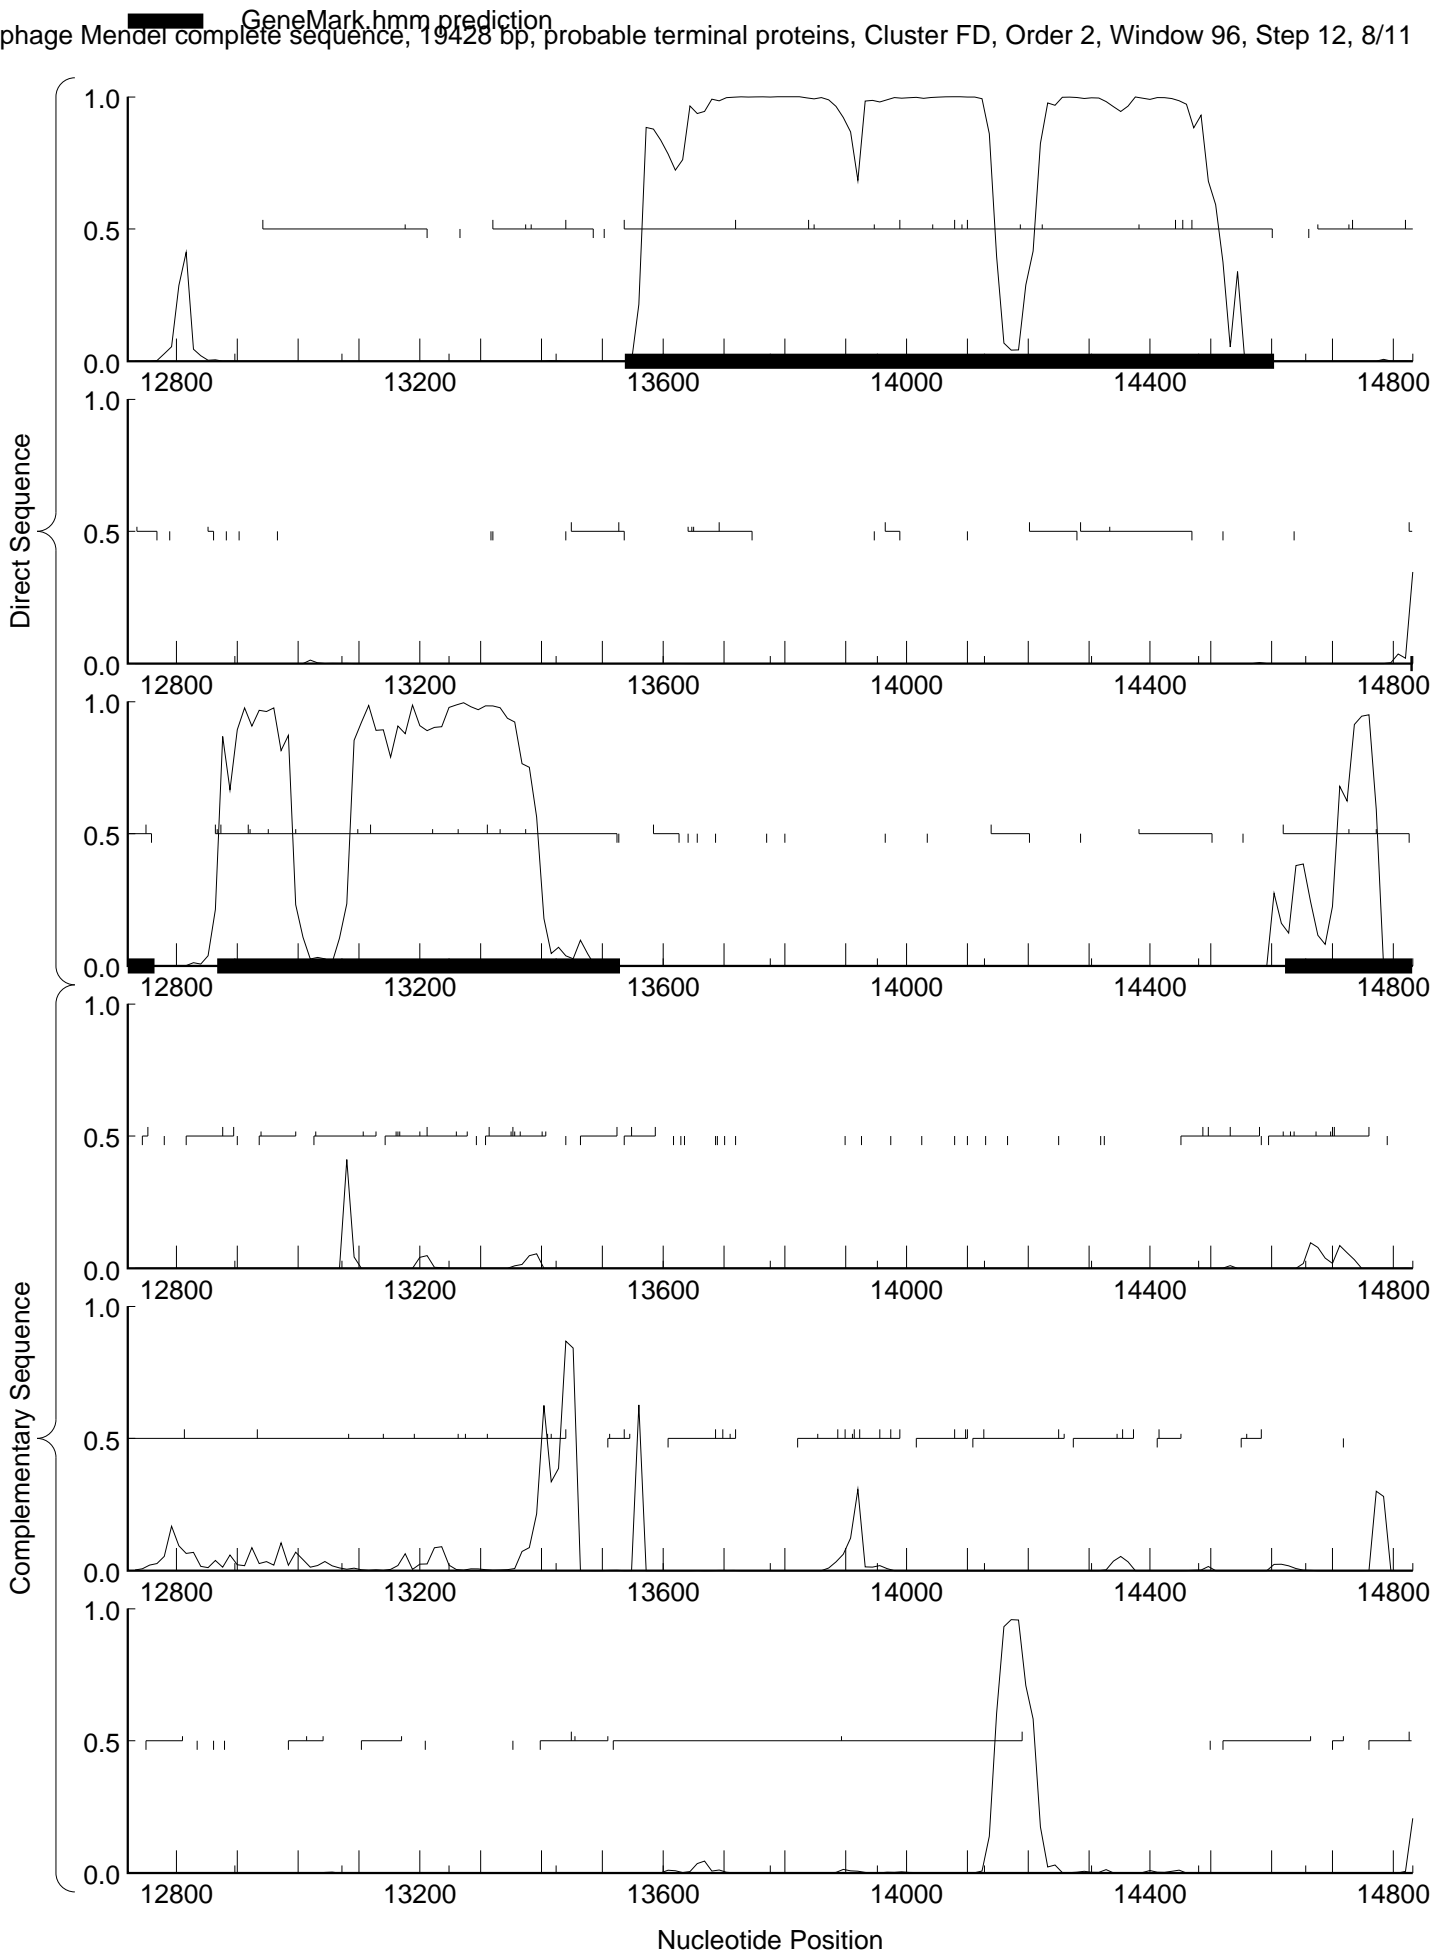 GeneMark.hmm prediction
phage Mendel complete sequence, 19428 bp, probable terminal proteins, Cluster FD, Order 2, Window 96, Step 12, 8/11
1.0
0.5
0.0
12800 13200 13600 14000 14400 14800
1.0
0.5
0.0
12800 13200 13600 14000 14400 14800
Direct Sequence
1.0
0.5
0.0
12800 13200 13600 14000 14400 14800
1.0
0.5
0.0
12800 13200 13600 14000 14400 14800
1.0
0.5
0.0
12800 13200 13600 14000 14400 14800
Complementary Sequence
1.0
0.5
0.0
12800 13200 13600 14000 14400 14800
Nucleotide Position